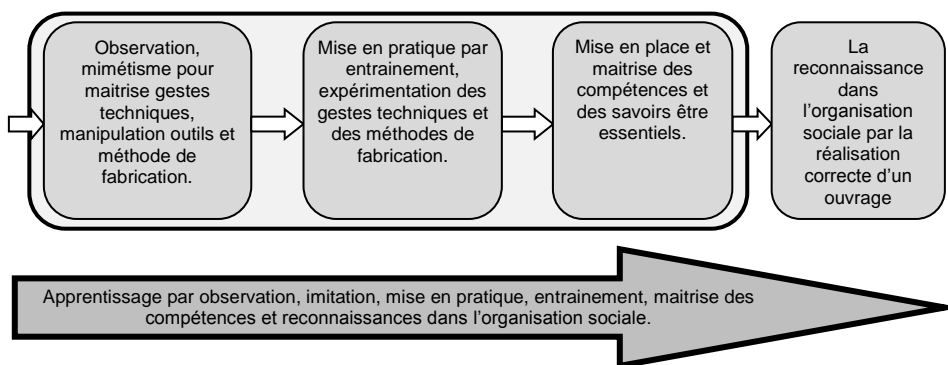 Observation,
mimétisme pour
maitrise gestes
techniques,
manipulation outils et
méthode de
fabrication.
Mise en pratique par
entrainement,
expérimentation des
gestes techniques et
des méthodes de
fabrication.
Mise en place et
maitrise des
compétences et
des savoirs être
essentiels.
La
reconnaissance
dans
l’organisation
sociale par la
réalisation
correcte d’un
ouvrage
Apprentissage par observation, imitation, mise en pratique, entrainement, maitrise des
compétences et reconnaissances dans l’organisation sociale.